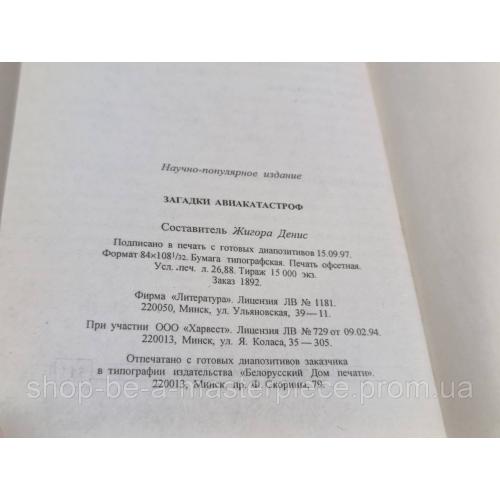 Научно-популярное издание
ЗАГАДКИ АВИАКАТАСТРОФ
Составитель Жигора Денис
Подписано в печать с готовых диапозитивов 15.09.97.
Формат 84×108¹/₃₂. Бумага типографская. Печать офсетная.
Усл. печ. л. 26,88. Тираж 15 000 экз.
Заказ 1892.
Фирма «Литература». Лицензия ЛВ № 1181.
220050, Минск, ул. Ульяновская, 39—11.
При участии ООО «Харвест». Лицензия ЛВ № 729 от 09.02.94.
220013, Минск, ул. Я. Коласа, 35 — 305.
Отпечатано с готовых диапозитивов заказчика
в типографии издательства «Белорусский Дом печати».
220013, Минск, пр. Ф. Скорины, 79.
shop-be-a-masterpiece.prom.ua